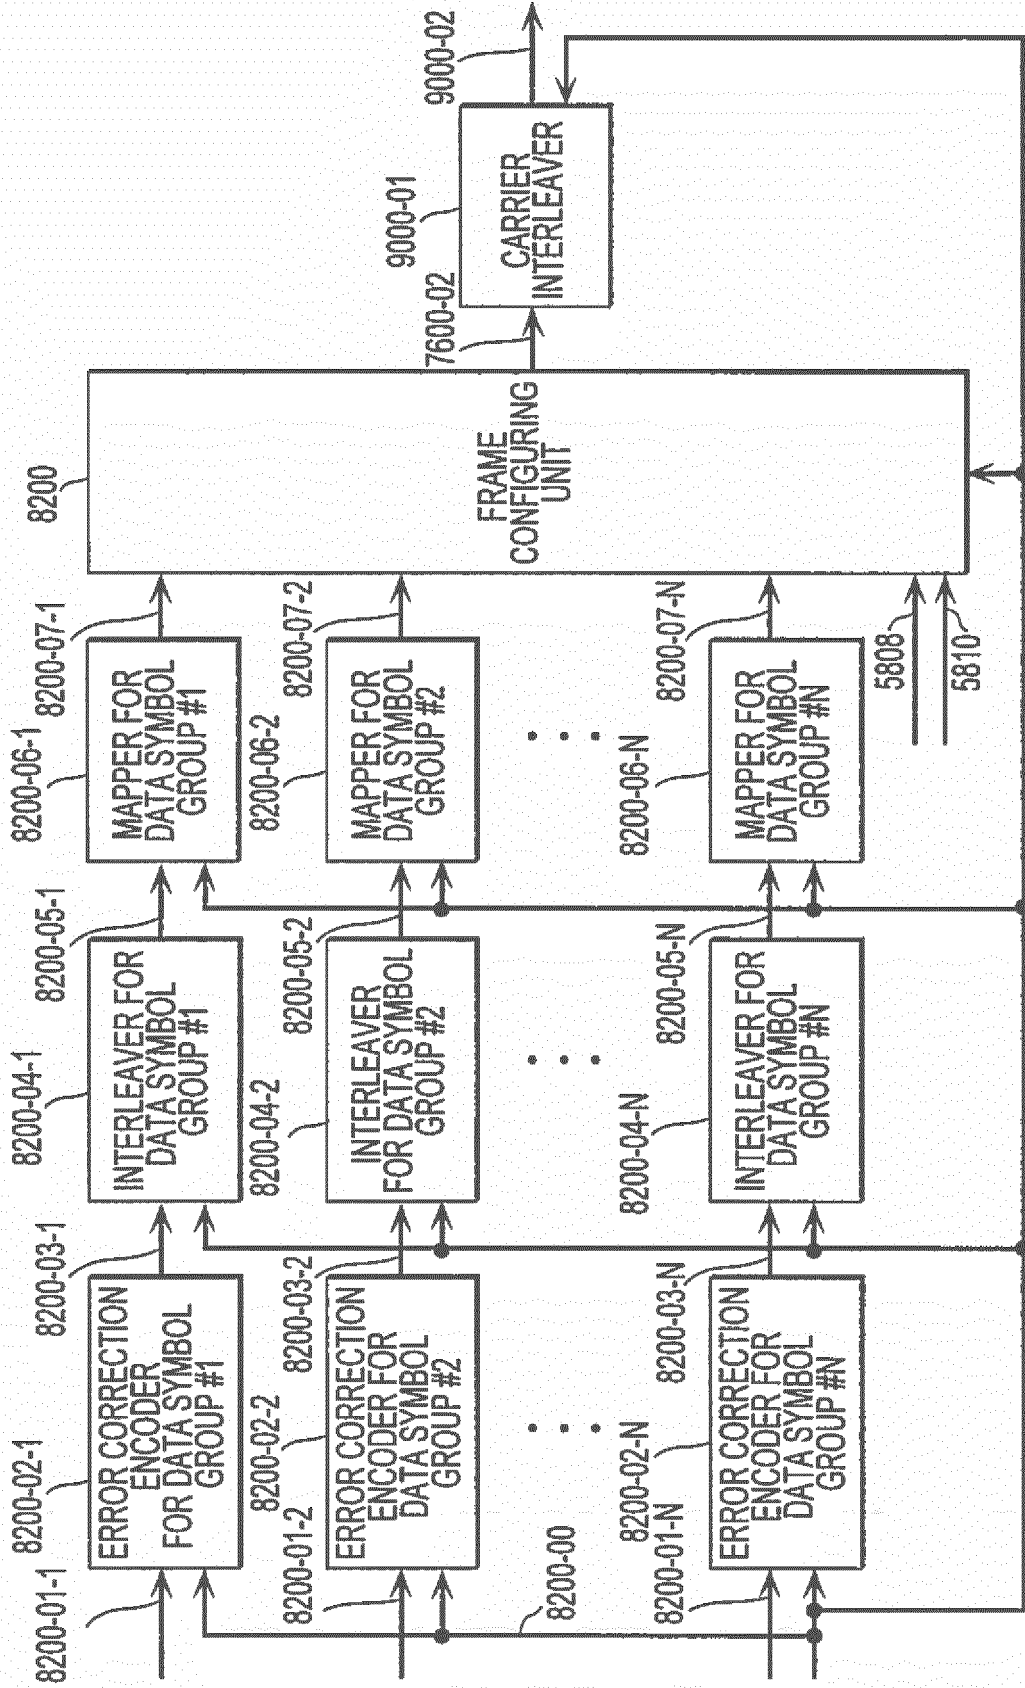 8200-01-1
8200-02-1
ERROR CORRECTION
ENCODER
FOR DATA SYMBOL
GROUP #1
8200-03-1
8200-04-1
INTERLEAVER FOR
DATA SYMBOL
GROUP #1
8200-05-1
8200-06-1
MAPPER FOR
DATA SYMBOL
GROUP #1
8200-07-1
8200
FRAME
CONFIGURING
UNIT
7600-02
9000-01
CARRIER
INTERLEAVER
9000-02
8200-01-2
8200-02-2
ERROR CORRECTION
ENCODER FOR
DATA SYMBOL
GROUP #2
8200-03-2
8200-04-2
INTERLEAVER
FOR DATA SYMBOL
GROUP #2
8200-05-2
8200-06-2
MAPPER FOR
DATA SYMBOL
GROUP #2
8200-07-2
8200-00
8200-01-N
8200-02-N
ERROR CORRECTION
ENCODER FOR
DATA SYMBOL
GROUP #N
8200-03-N
8200-04-N
INTERLEAVER FOR
DATA SYMBOL
GROUP #N
8200-05-N
8200-06-N
MAPPER FOR
DATA SYMBOL
GROUP #N
8200-07-N
5808
5810